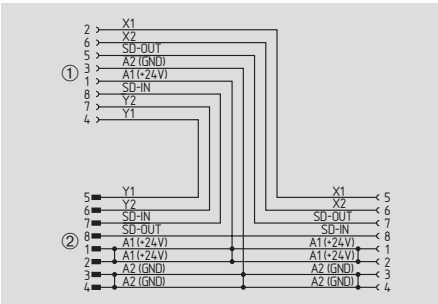 2 X1
6 X2
5 SD-OUT
① 3 A2 (GND)
1 A1 (+24V)
8 SD-IN
7 Y2
4 Y1
5 Y1 X1 5
6 Y2 X2 6
7 SD-IN SD-OUT 7
② 8 SD-OUT SD-IN 8
1 A1 (+24V) A1 (+24V) 1
2 A1 (+24V) A1 (+24V) 2
3 A2 (GND) A2 (GND) 3
4 A2 (GND) A2 (GND) 4